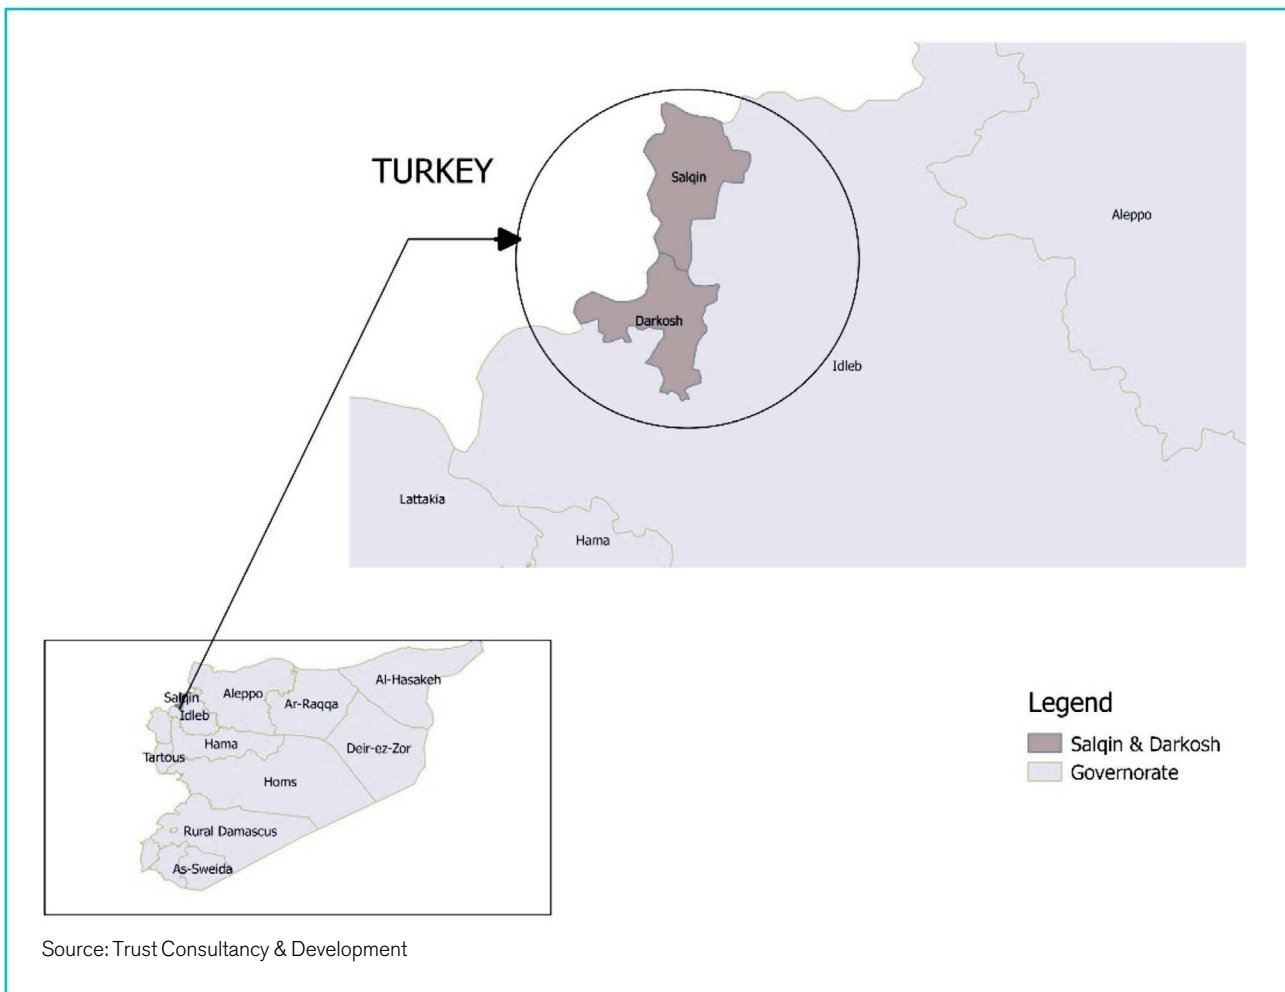 TURKEY
Salqin
Aleppo
Darkosh
Idleb
Lattakia
Hama
Al-Hasakeh
Salqin
Aleppo
Ar-Raqqa
Idleb
Hama
Deir-ez-Zor
Tartous
Homs
Rural Damascus
As-Sweida
Legend
Salqin & Darkosh
Governorate
Source: Trust Consultancy & Development